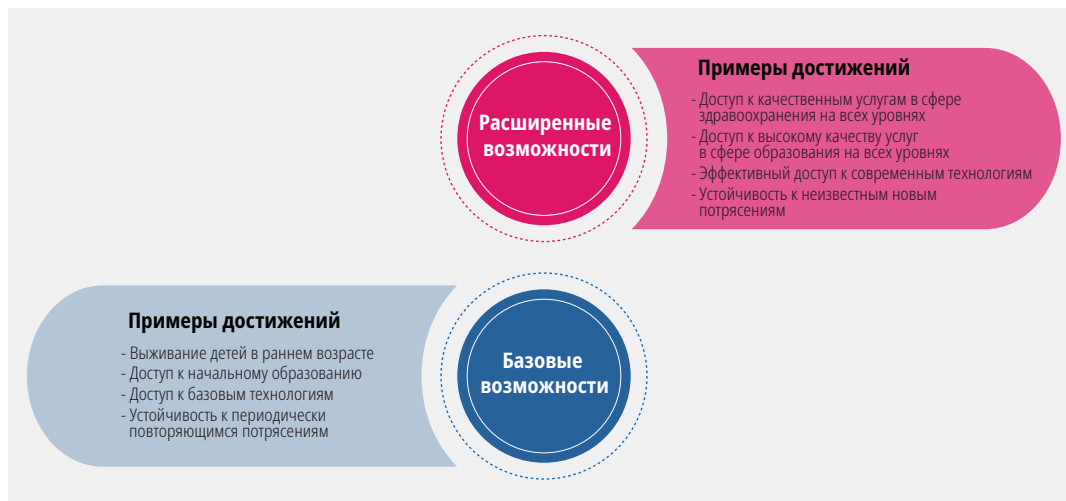 Расширенные
возможности
Примеры достижений
- Доступ к качественным услугам в сфере
здравоохранения на всех уровнях
- Доступ к высокому качеству услуг
в сфере образования на всех уровнях
- Эффективный доступ к современным технологиям
- Устойчивость к неизвестным новым
потрясениям
Примеры достижений
- Выживание детей в раннем возрасте
- Доступ к начальному образованию
- Доступ к базовым технологиям
- Устойчивость к периодически
повторяющимся потрясениям
Базовые
возможности